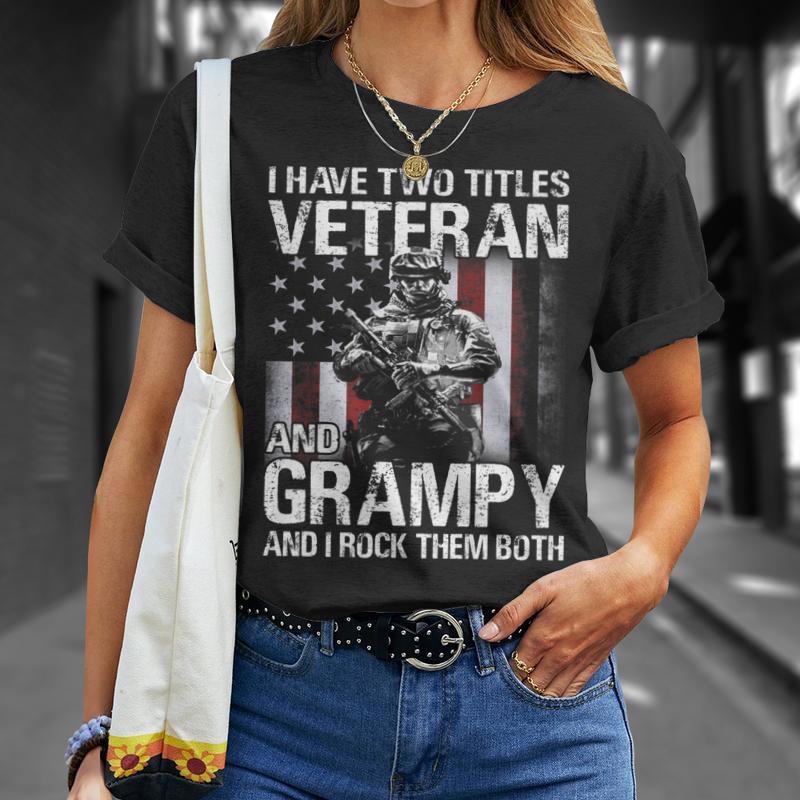 I HAVE TWO TITLES
VETERAN
AND
GRAMPY
AND I ROCK THEM BOTH